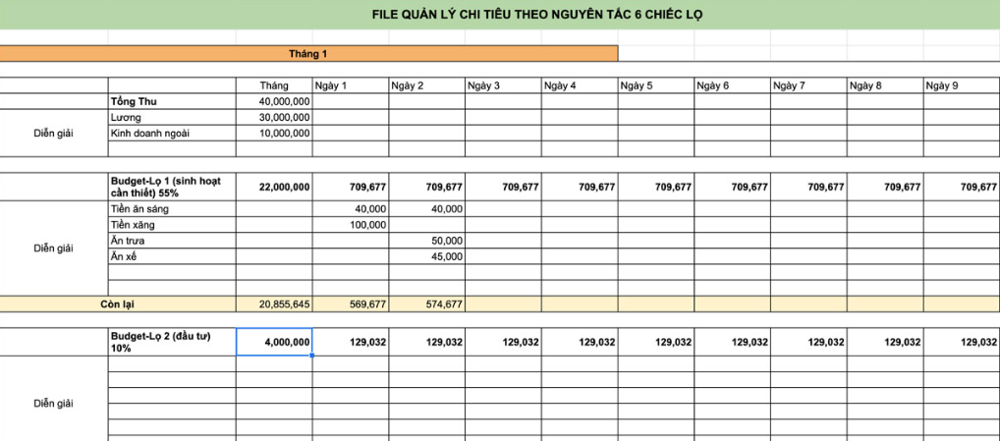 FILE QUẢN LÝ CHI TIÊU THEO NGUYÊN TẮC 6 CHIẾC LỌ
Tháng 1
Tháng Ngày 1 Ngày 2 Ngày 3 Ngày 4 Ngày 5 Ngày 6 Ngày 7 Ngày 8 Ngày 9
Tổng Thu 40,000,000
Lương 30,000,000
Diễn giải Kinh doanh ngoài 10,000,000
Budget-Lọ 1 (sinh hoạt
cần thiết) 55% 22,000,000 709,677 709,677 709,677 709,677 709,677 709,677 709,677 709,677 709,677
Tiền ăn sáng 40,000 40,000
Tiền xăng 100,000
Ăn trưa 50,000
Diễn giải
Ăn xế 45,000
Còn lại 20,855,645 569,677 574,677
Budget-Lọ 2 (đầu tư)
10% 4,000,000 129,032 129,032 129,032 129,032 129,032 129,032 129,032 129,032 129,032
Diễn giải